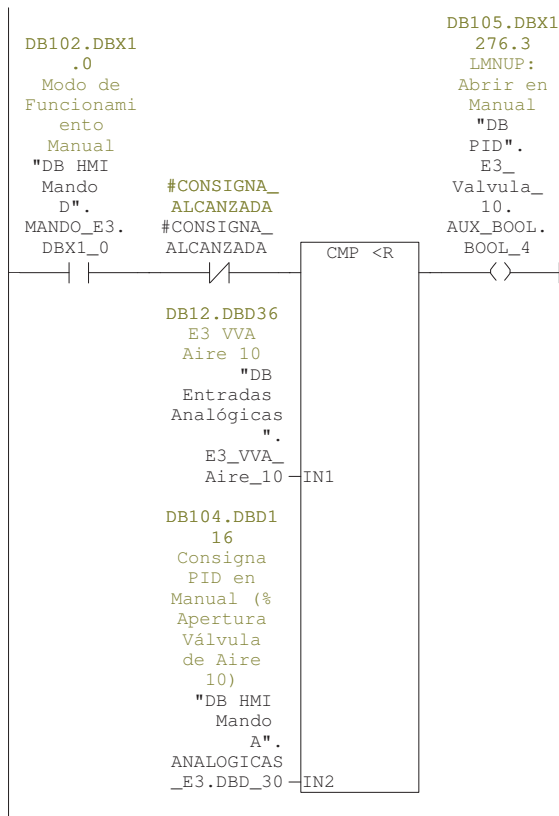 DB102.DBX1
.0
Modo de
Funcionami
ento
Manual
"DB HMI
Mando
D".
MANDO_E3.
DBX1_0
#CONSIGNA_
ALCANZADA
#CONSIGNA_
ALCANZADA
CMP <R
DB105.DBX1
276.3
LMNUP:
Abrir en
Manual
"DB
PID".
E3_
Valvula_
10.
AUX_BOOL.
BOOL_4
DB12.DBD36
E3 VVA
Aire 10
"DB
Entradas
Analógicas
".
E3_VVA_
Aire_10
IN1
DB104.DBD1
16
Consigna
PID en
Manual (%
Apertura
Válvula
de Aire
10)
"DB HMI
Mando
A".
ANALOGICAS
_E3.DBD_30
IN2